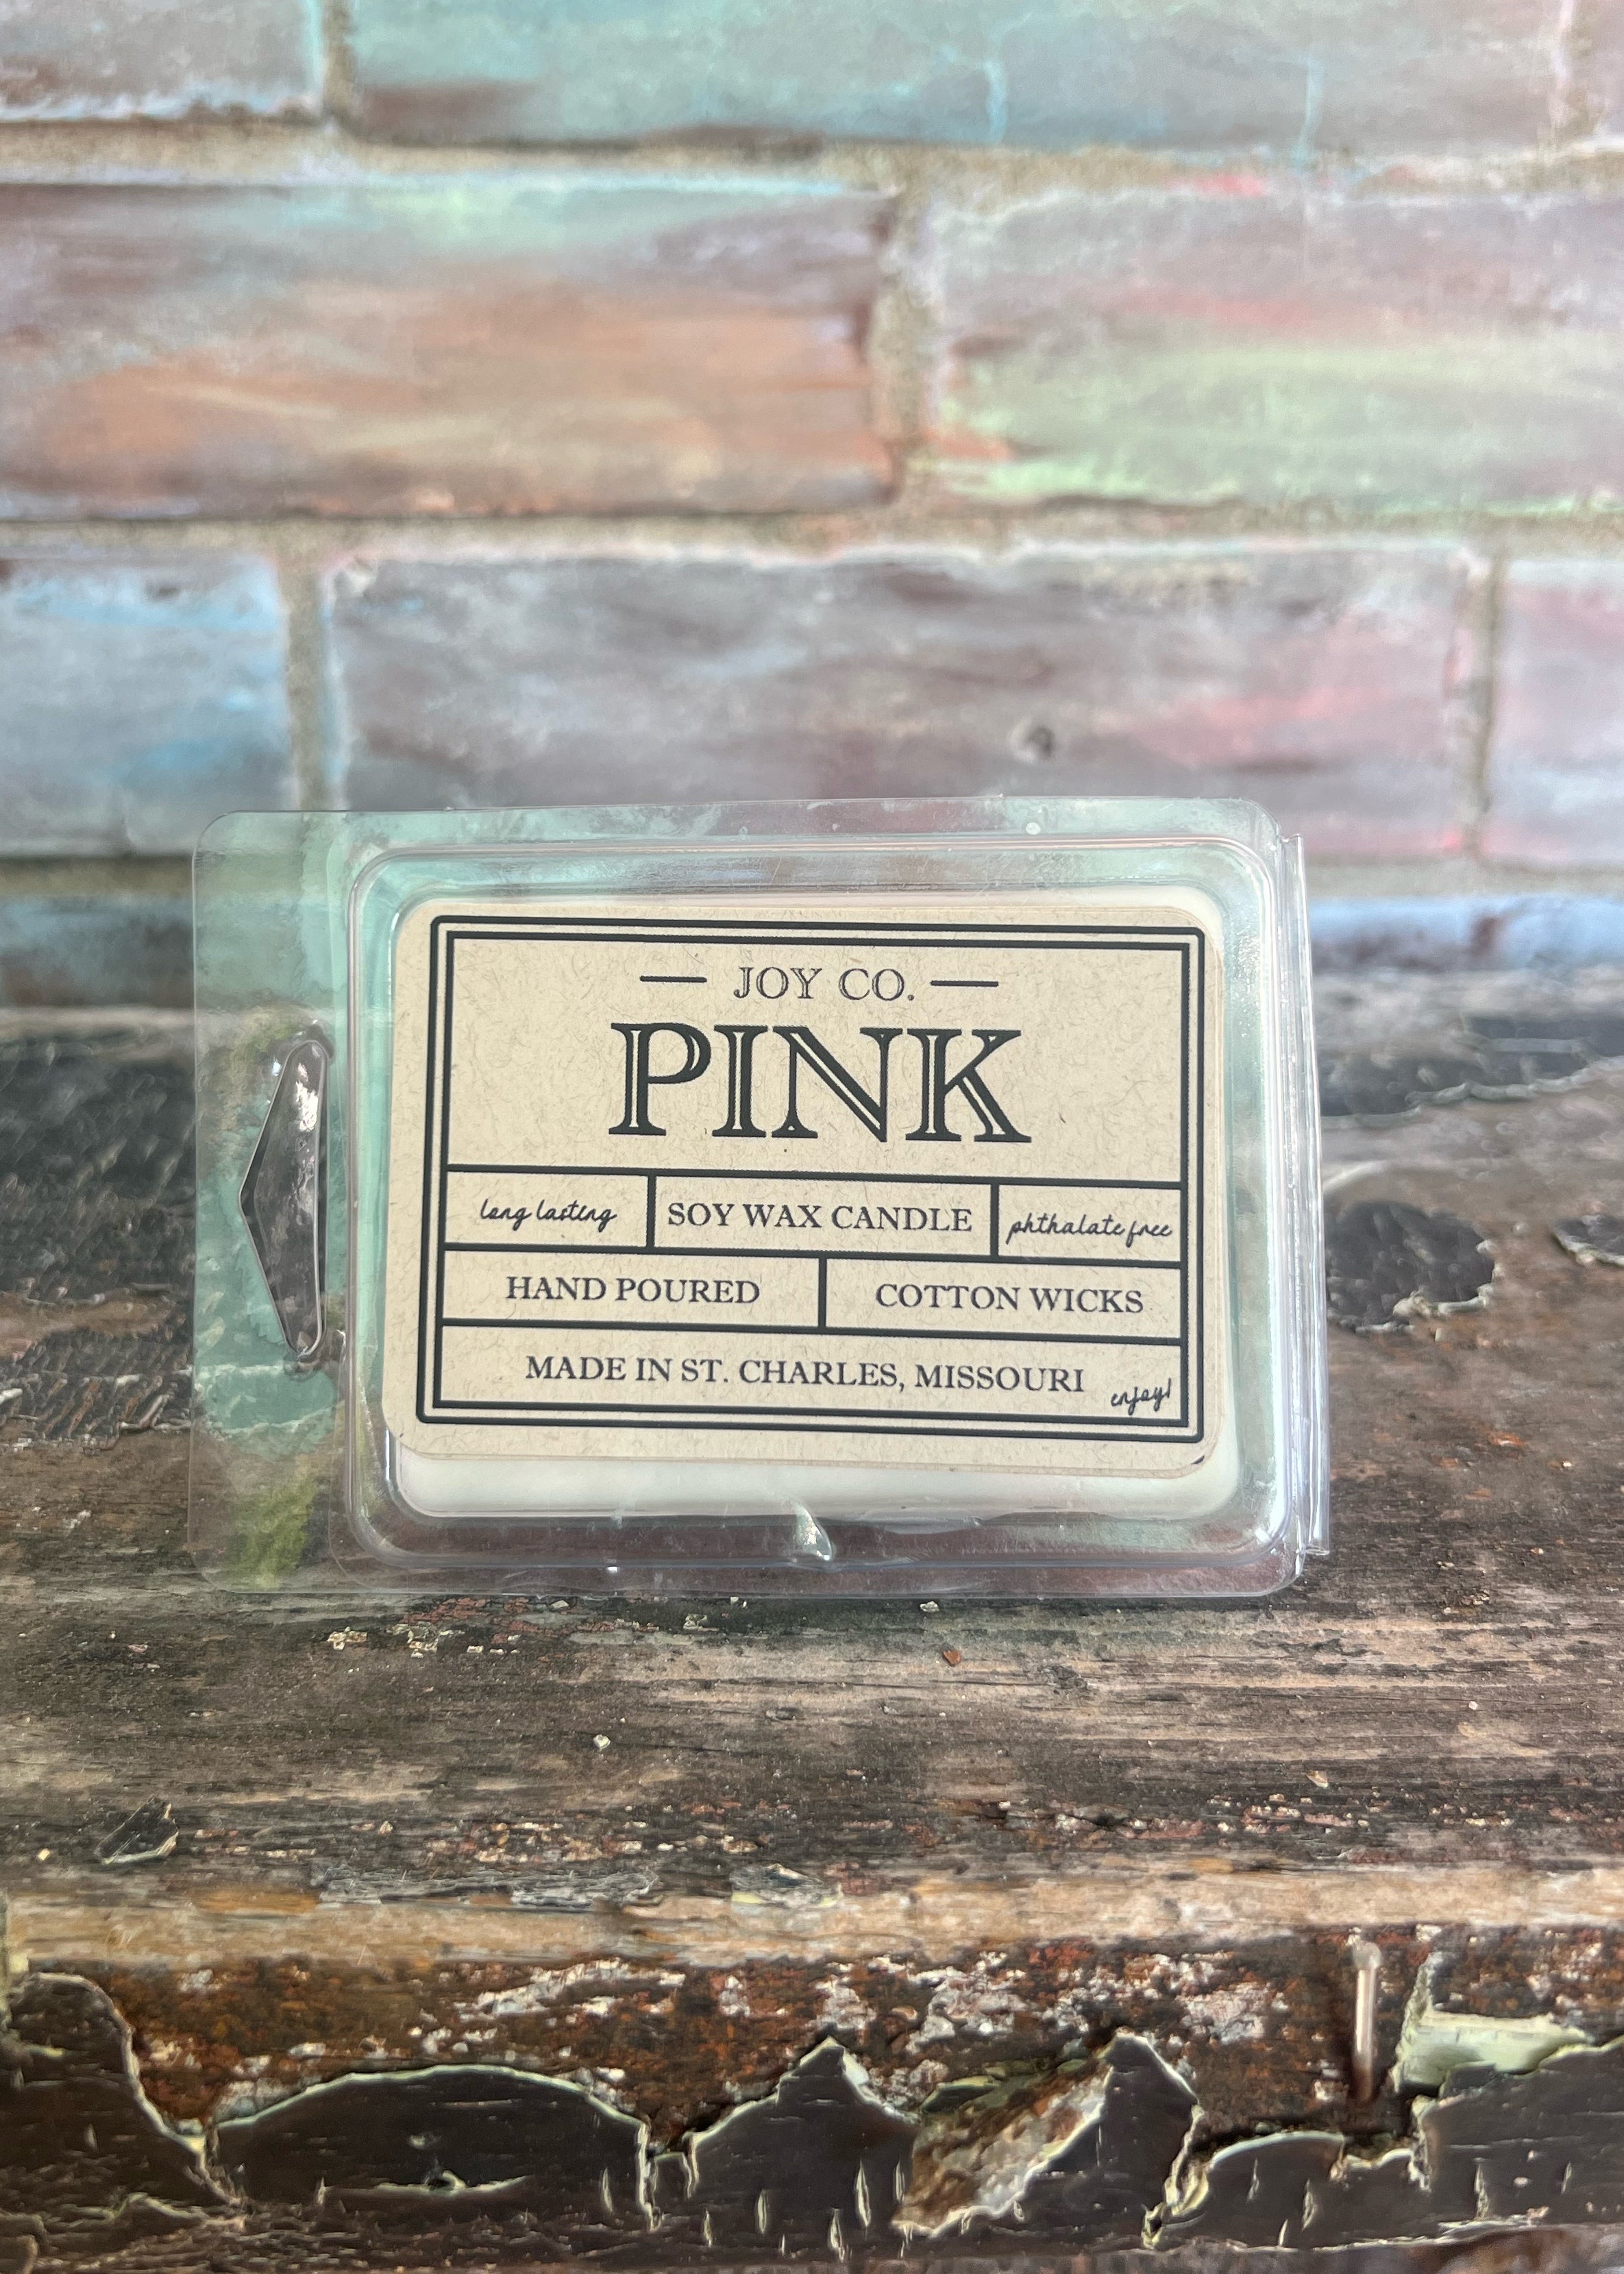 JOY CO.
PINK
long lasting SOY WAX CANDLE phthalate free
HAND POURED COTTON WICKS
MADE IN ST. CHARLES, MISSOURI
enjoy!